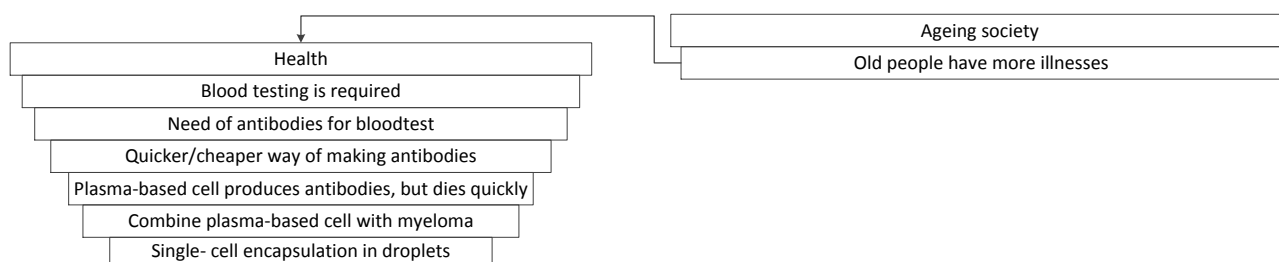 Ageing society
Old people have more illnesses
Health
Blood testing is required
Need of antibodies for bloodtest
Quicker/cheaper way of making antibodies
Plasma-based cell produces antibodies, but dies quickly
Combine plasma-based cell with myeloma
Single- cell encapsulation in droplets